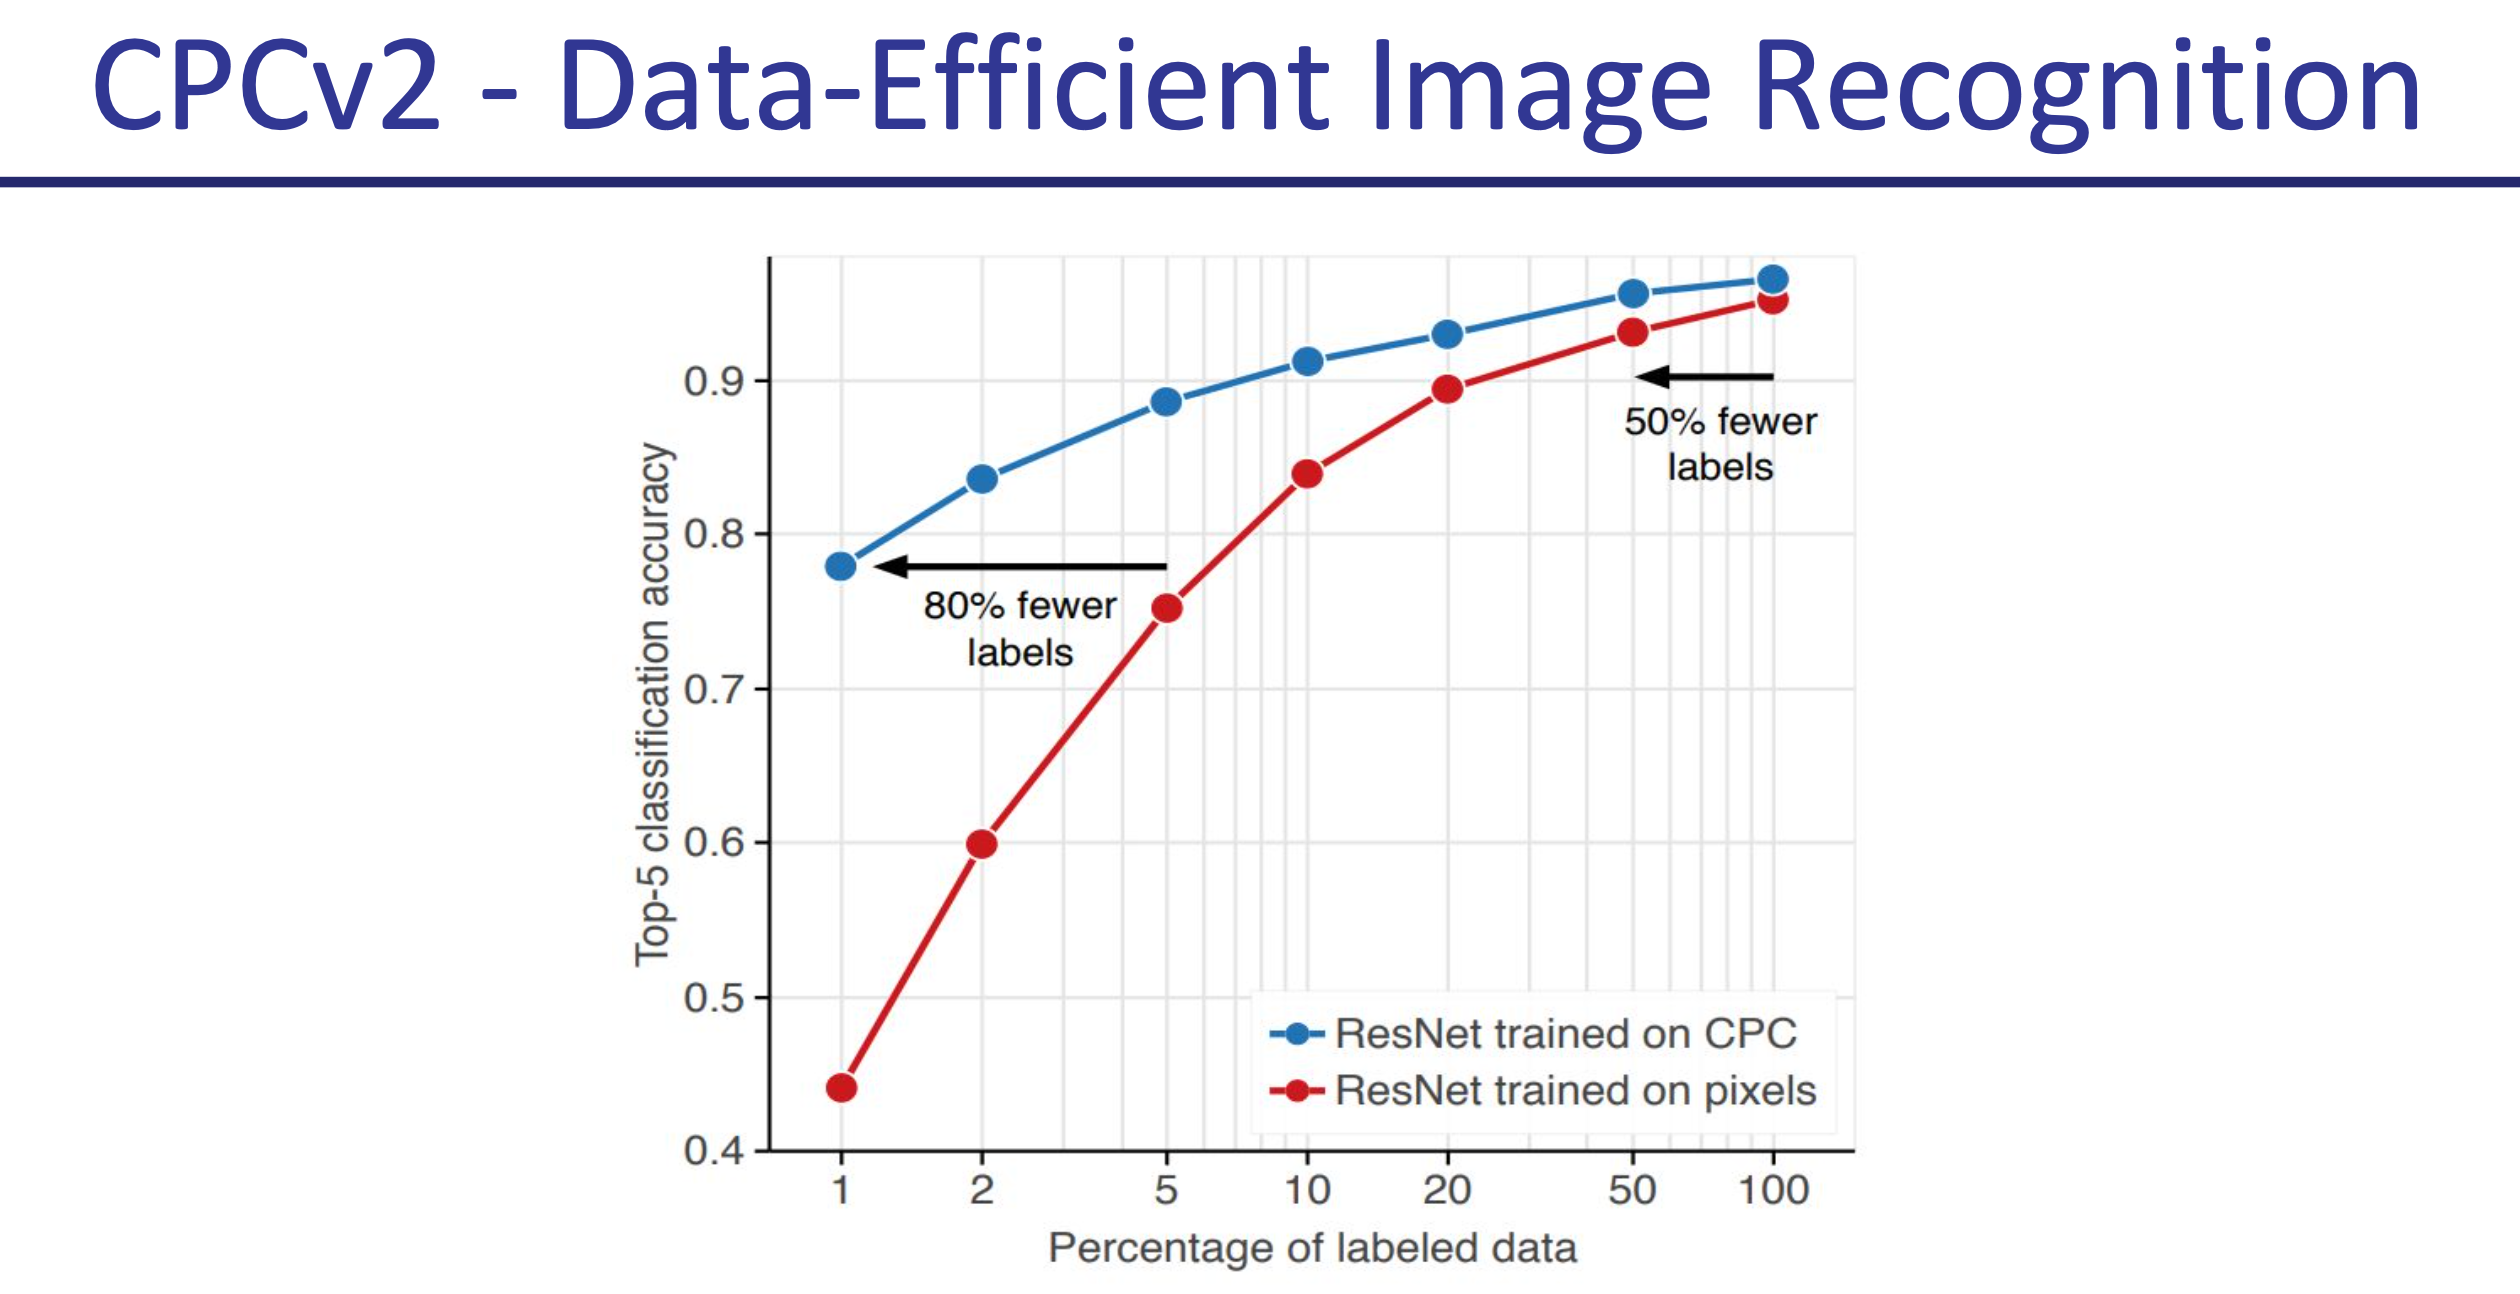 CPCv2 - Data-Efficient Image Recognition
Top-5 classification accuracy
0.9
0.8
0.7
0.6
0.5
0.4
50% fewer
labels
80% fewer
labels
ResNet trained on CPC
ResNet trained on pixels
1 2 5 10 20 50 100
Percentage of labeled data